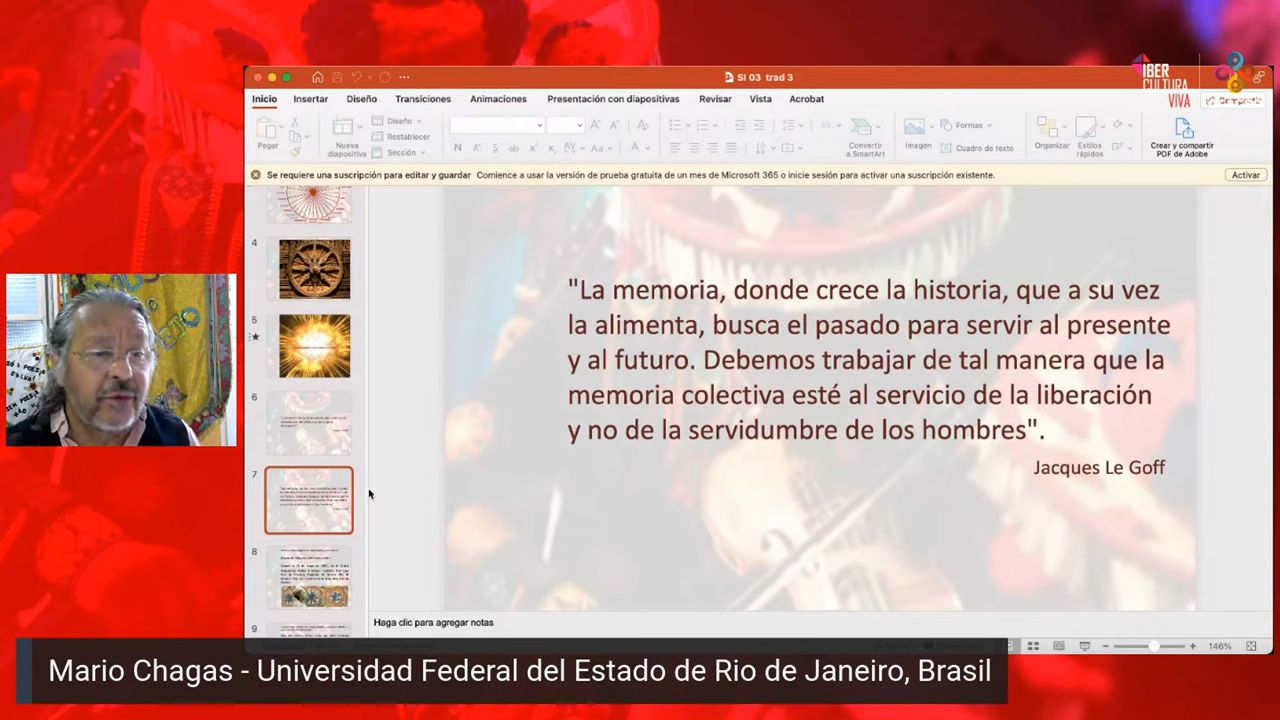 SI 03 trad 3
IBER
CULTURA
VIVA
Inicio Insertar Diseño Transiciones Animaciones Presentación con diapositivas Revisar Vista Acrobat
Compartir
Pegar
Nueva
diapositiva
Diseño
Restablecer
Sección
Convertir
a SmartArt
Imagen
Formas
Cuadro de texto
Organizar
Estilos
rápidos
Crear y compartir
PDF de Adobe
Se requiere una suscripción para editar y guardar Comience a usar la versión de prueba gratuita de un mes de Microsoft 365 o inicie sesión para activar una suscripción existente. Activar
4
5
6
7
8
9
"La memoria, donde crece la historia, que a su vez
la alimenta, busca el pasado para servir al presente
y al futuro. Debemos trabajar de tal manera que la
memoria colectiva esté al servicio de la liberación
y no de la servidumbre de los hombres".
Jacques Le Goff
Haga clic para agregar notas
146%
Mario Chagas - Universidad Federal del Estado de Rio de Janeiro, Brasil